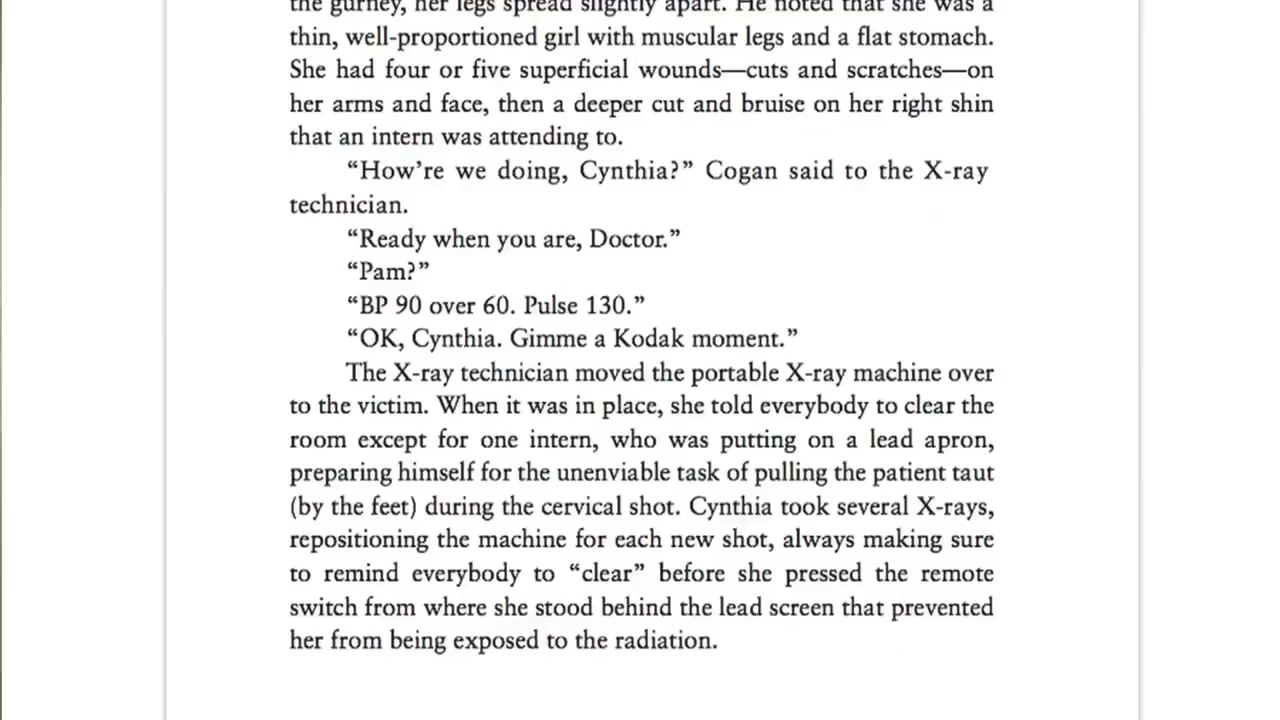 the gurney, her legs spread slightly apart. He noted that she was a
thin, well-proportioned girl with muscular legs and a flat stomach.
She had four or five superficial wounds—cuts and scratches—on
her arms and face, then a deeper cut and bruise on her right shin
that an intern was attending to.
“How’re we doing, Cynthia?” Cogan said to the X-ray
technician.
“Ready when you are, Doctor.”
“Pam?”
“BP 90 over 60. Pulse 130.”
“OK, Cynthia. Gimme a Kodak moment.”
The X-ray technician moved the portable X-ray machine over
to the victim. When it was in place, she told everybody to clear the
room except for one intern, who was putting on a lead apron,
preparing himself for the unenviable task of pulling the patient taut
(by the feet) during the cervical shot. Cynthia took several X-rays,
repositioning the machine for each new shot, always making sure
to remind everybody to “clear” before she pressed the remote
switch from where she stood behind the lead screen that prevented
her from being exposed to the radiation.